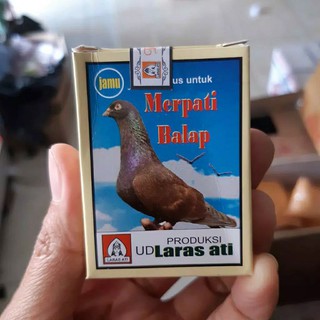 jamu
us untuk
Merpati
Balap
PRODUKSI
UD Laras ati
LARAS ATI